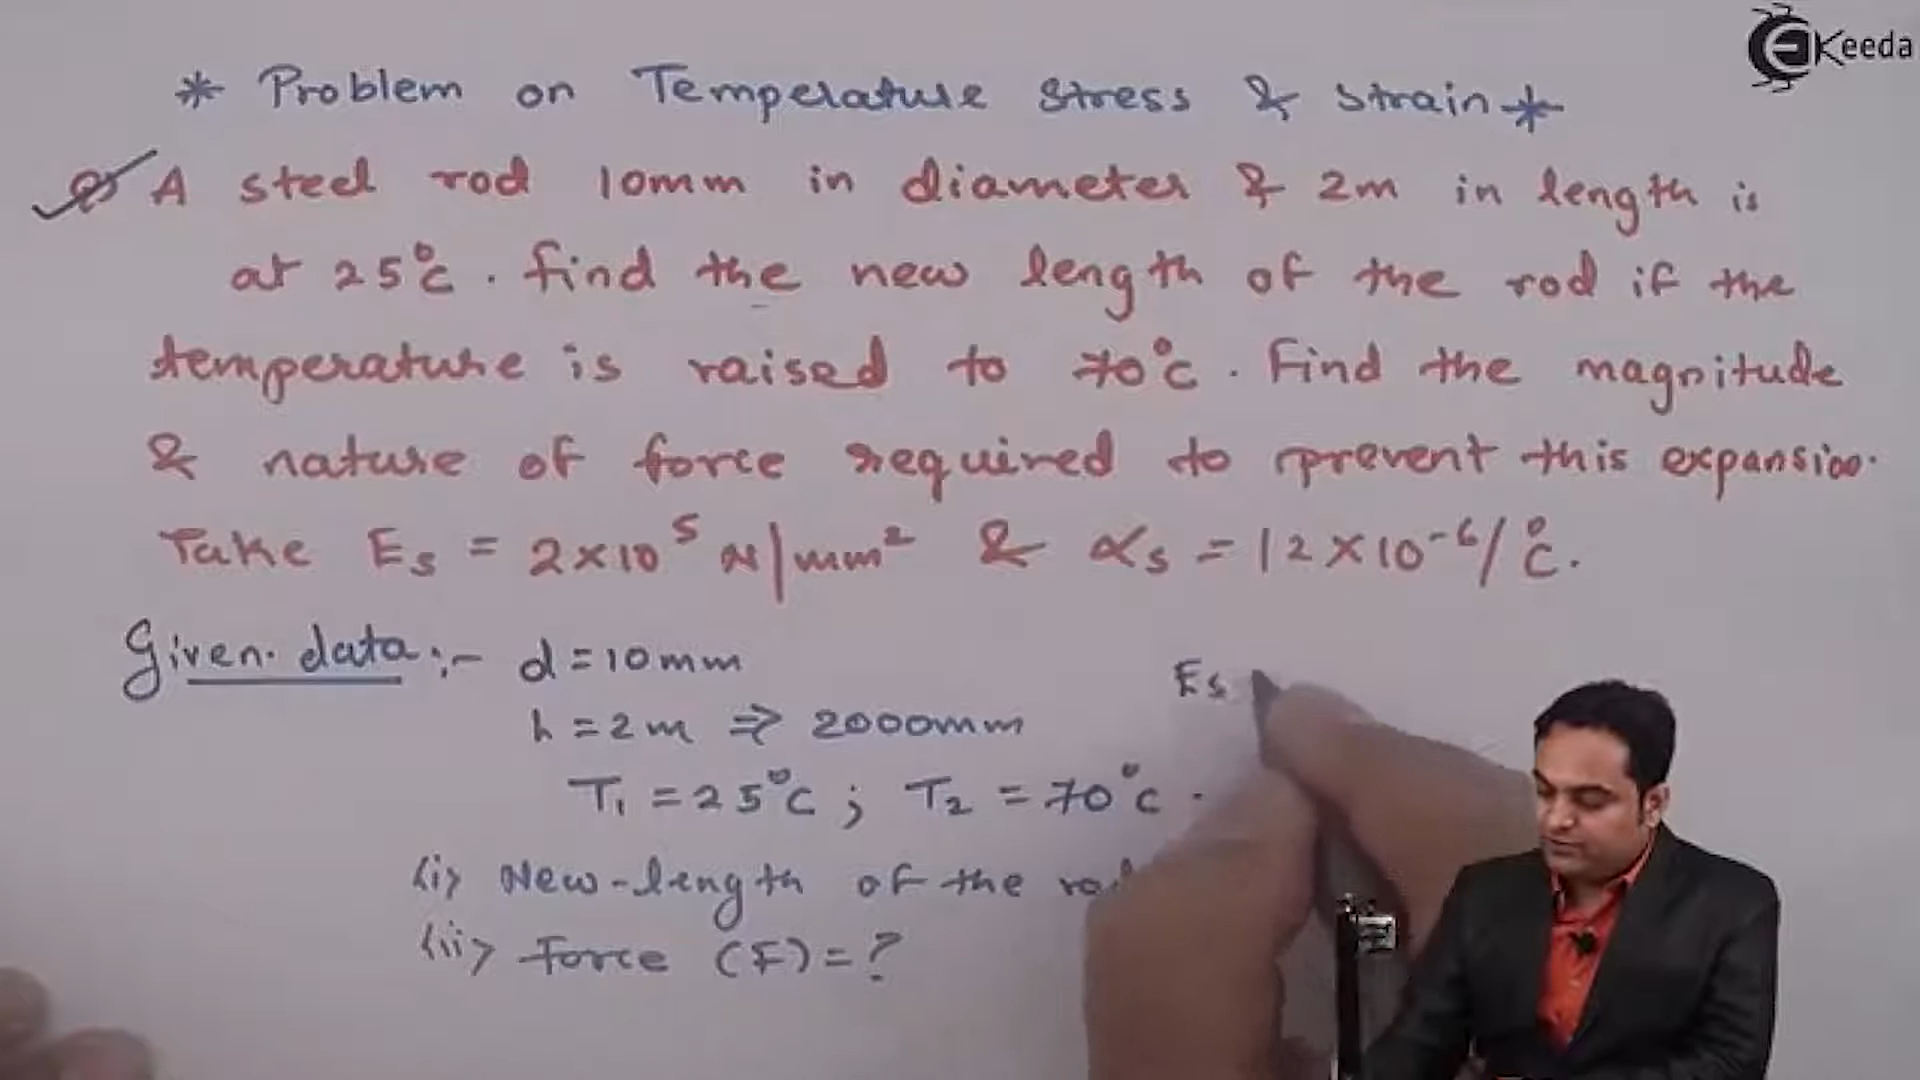 Keeda
* Problem on Temperature stress & strain *
Q) A steel rod 10mm in diameter & 2m in length is
at 25°c. find the new length of the rod if the
temperature is raised to 70°c. Find the magnitude
& nature of force required to prevent this expansion.
Take Es = 2×10⁵ N/mm² & αs = 12×10⁻⁶/°c.
Given data :- d = 10mm
L = 2m ⇒ 2000mm
Es
T₁ = 25°c ; T₂ = 70°c.
(i) New-length of the rod
(ii) Force (F) = ?